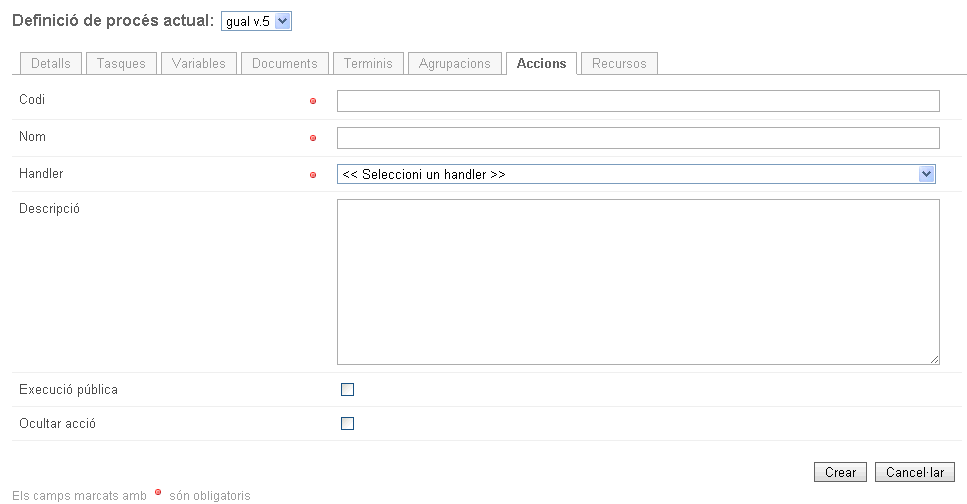 Definició de procés actual: gual v.5
Detalls Tasques Variables Documents Terminis Agrupacions Accions Recursos
Codi
Nom
Handler << Seleccioni un handler >>
Descripció
Execució pública
Ocultar acció
Crear Cancel·lar
Els camps marcats amb són obligatoris